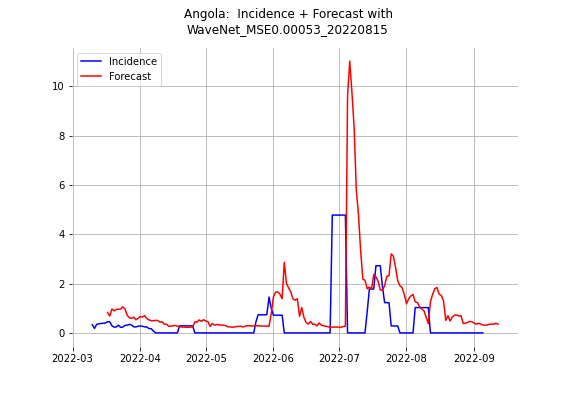 Angola:  Incidence + Forecast with
WaveNet_MSE0.00053_20220815
Incidence
Forecast
10
8
6
4
2
0
2022-03 2022-04 2022-05 2022-06 2022-07 2022-08 2022-09